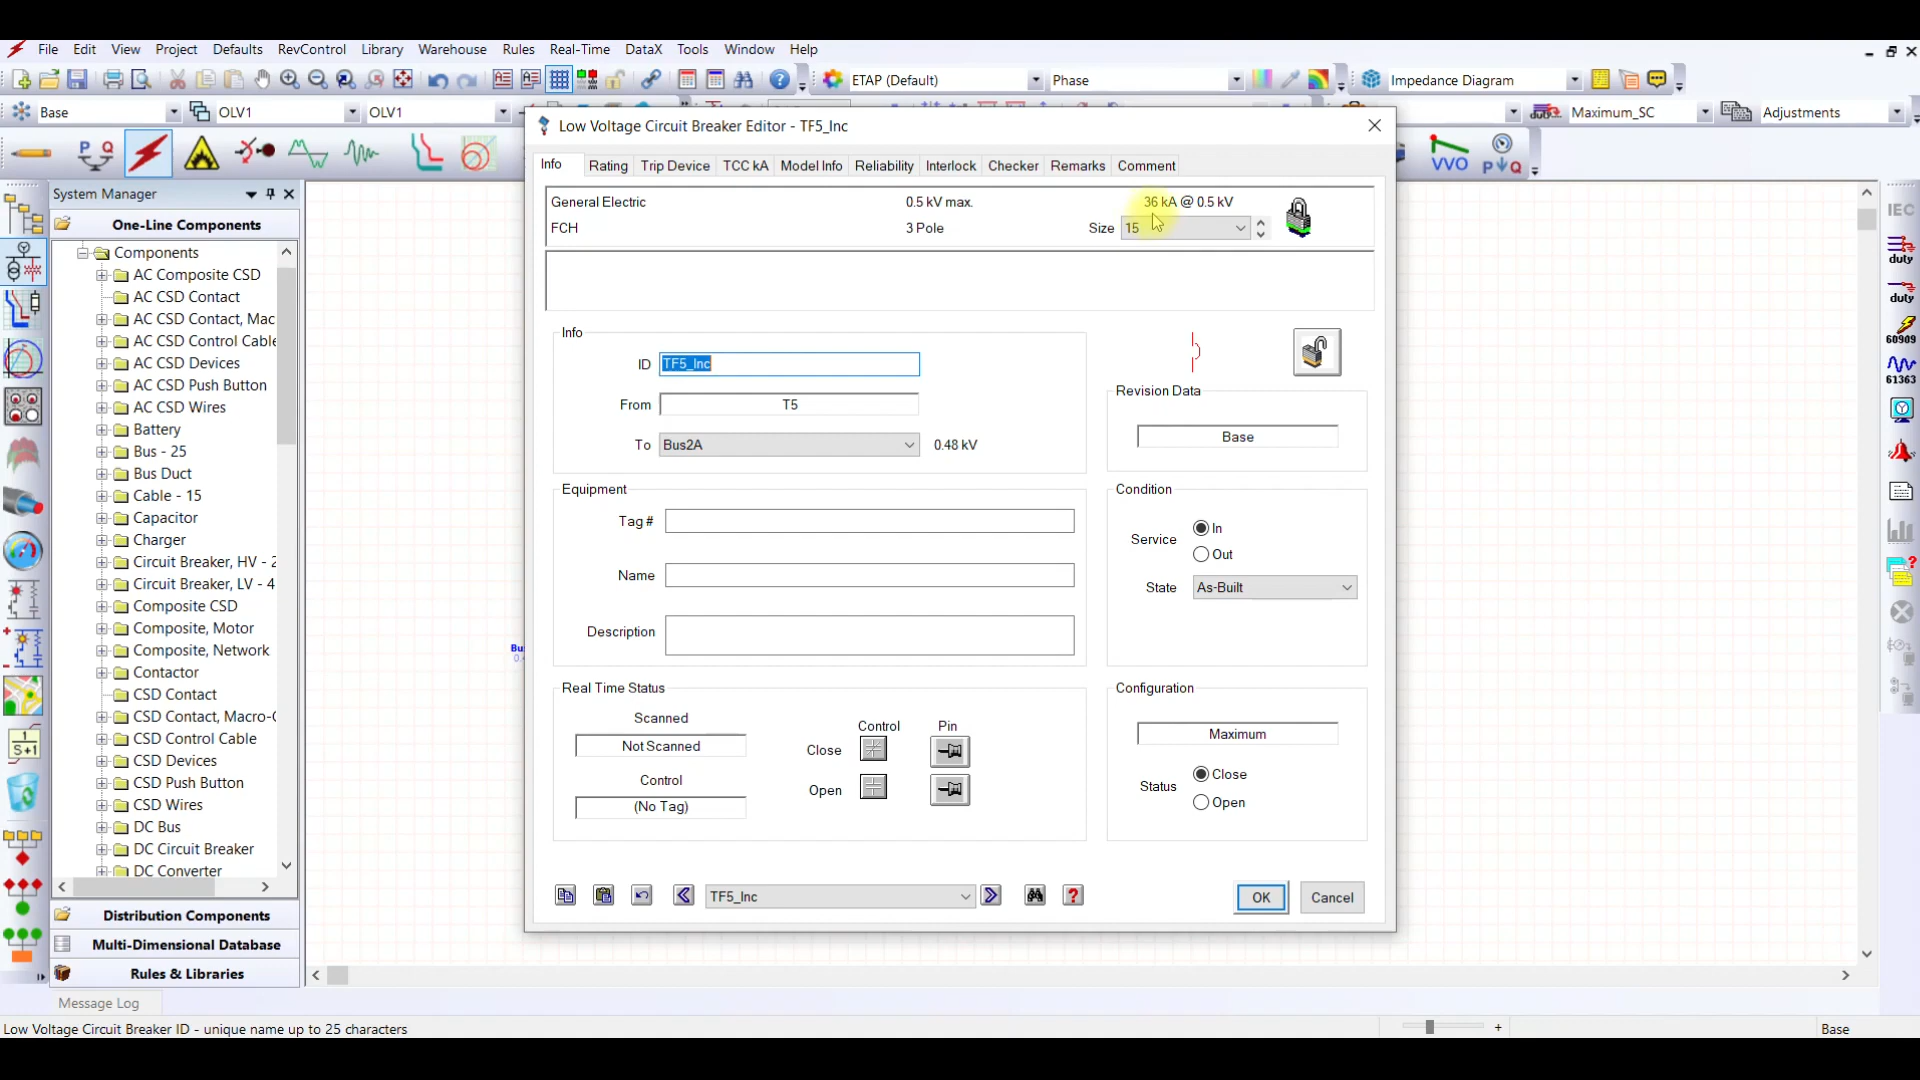 File Edit View Project Defaults RevControl Library Warehouse Rules Real-Time DataX Tools Window Help
ETAP (Default) Phase Impedance Diagram
Base OLV1 OLV1 Maximum_SC Adjustments
P Q VVO P Q
System Manager
One-Line Components
Components
AC Composite CSD
AC CSD Contact
AC CSD Contact, Mac
AC CSD Control Cable
AC CSD Devices
AC CSD Push Button
AC CSD Wires
Battery
Bus - 25
Bus Duct
Cable - 15
Capacitor
Charger
Circuit Breaker, HV - 2
Circuit Breaker, LV - 4
Composite CSD
Composite, Motor
Composite, Network
Contactor
CSD Contact
CSD Contact, Macro-C
CSD Control Cable
CSD Devices
CSD Push Button
CSD Wires
DC Bus
DC Circuit Breaker
DC Converter
Distribution Components
Multi-Dimensional Database
Rules & Libraries
1
S+1
Low Voltage Circuit Breaker Editor - TF5_Inc
Info Rating Trip Device TCC kA Model Info Reliability Interlock Checker Remarks Comment
General Electric 0.5 kV max. 36 kA @ 0.5 kV
FCH 3 Pole Size 15
Info
ID TF5_Inc
From T5
To Bus2A 0.48 kV
Revision Data
Base
Equipment
Tag #
Name
Description
Condition
Service In
Out
State As-Built
Real Time Status
Scanned
Not Scanned
Control
(No Tag)
Control Pin
Close
Open
Configuration
Maximum
Status Close
Open
TF5_Inc
OK Cancel
IEC
duty
duty
60909
61363
Message Log
Low Voltage Circuit Breaker ID - unique name up to 25 characters
Base